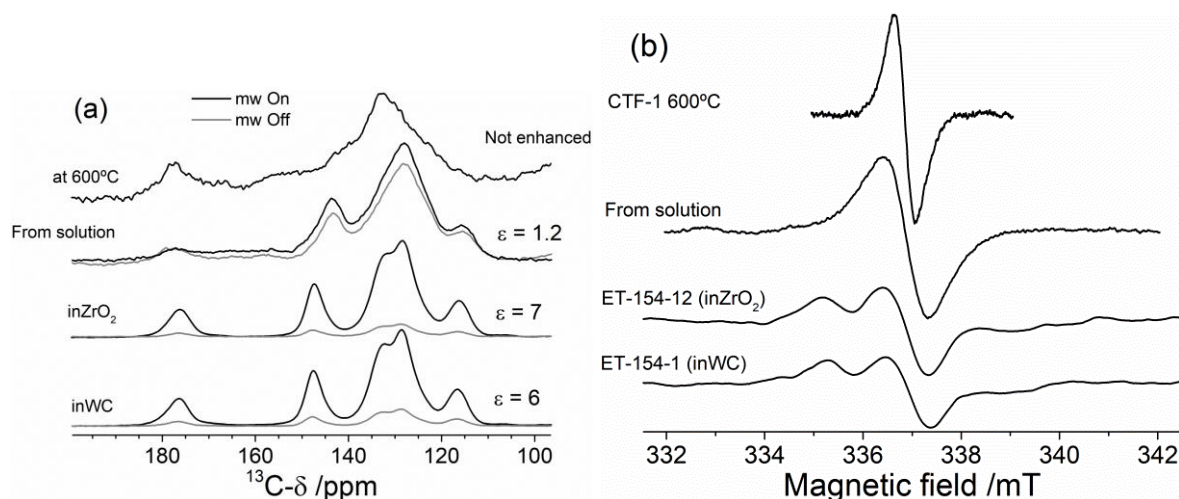 (a)
mw On
mw Off
Not enhanced
at 600ºC
From solution
ε = 1.2
inZrO₂
ε = 7
inWC
ε = 6
180 160 140 120 100
¹³C-δ /ppm
(b)
CTF-1 600ºC
From solution
ET-154-12 (inZrO₂)
ET-154-1 (inWC)
332 334 336 338 340 342
Magnetic field /mT